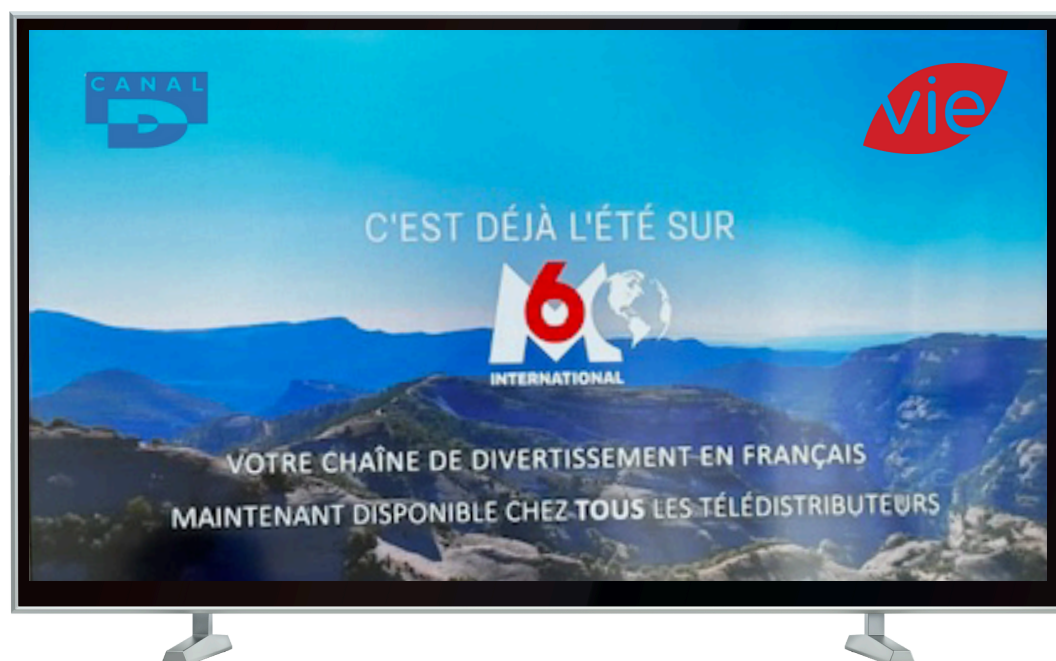 CANAL
D
vie
C'EST DÉJÀ L'ÉTÉ SUR
M6
INTERNATIONAL
VOTRE CHAÎNE DE DIVERTISSEMENT EN FRANÇAIS
MAINTENANT DISPONIBLE CHEZ TOUS LES TÉLÉDISTRIBUTEURS